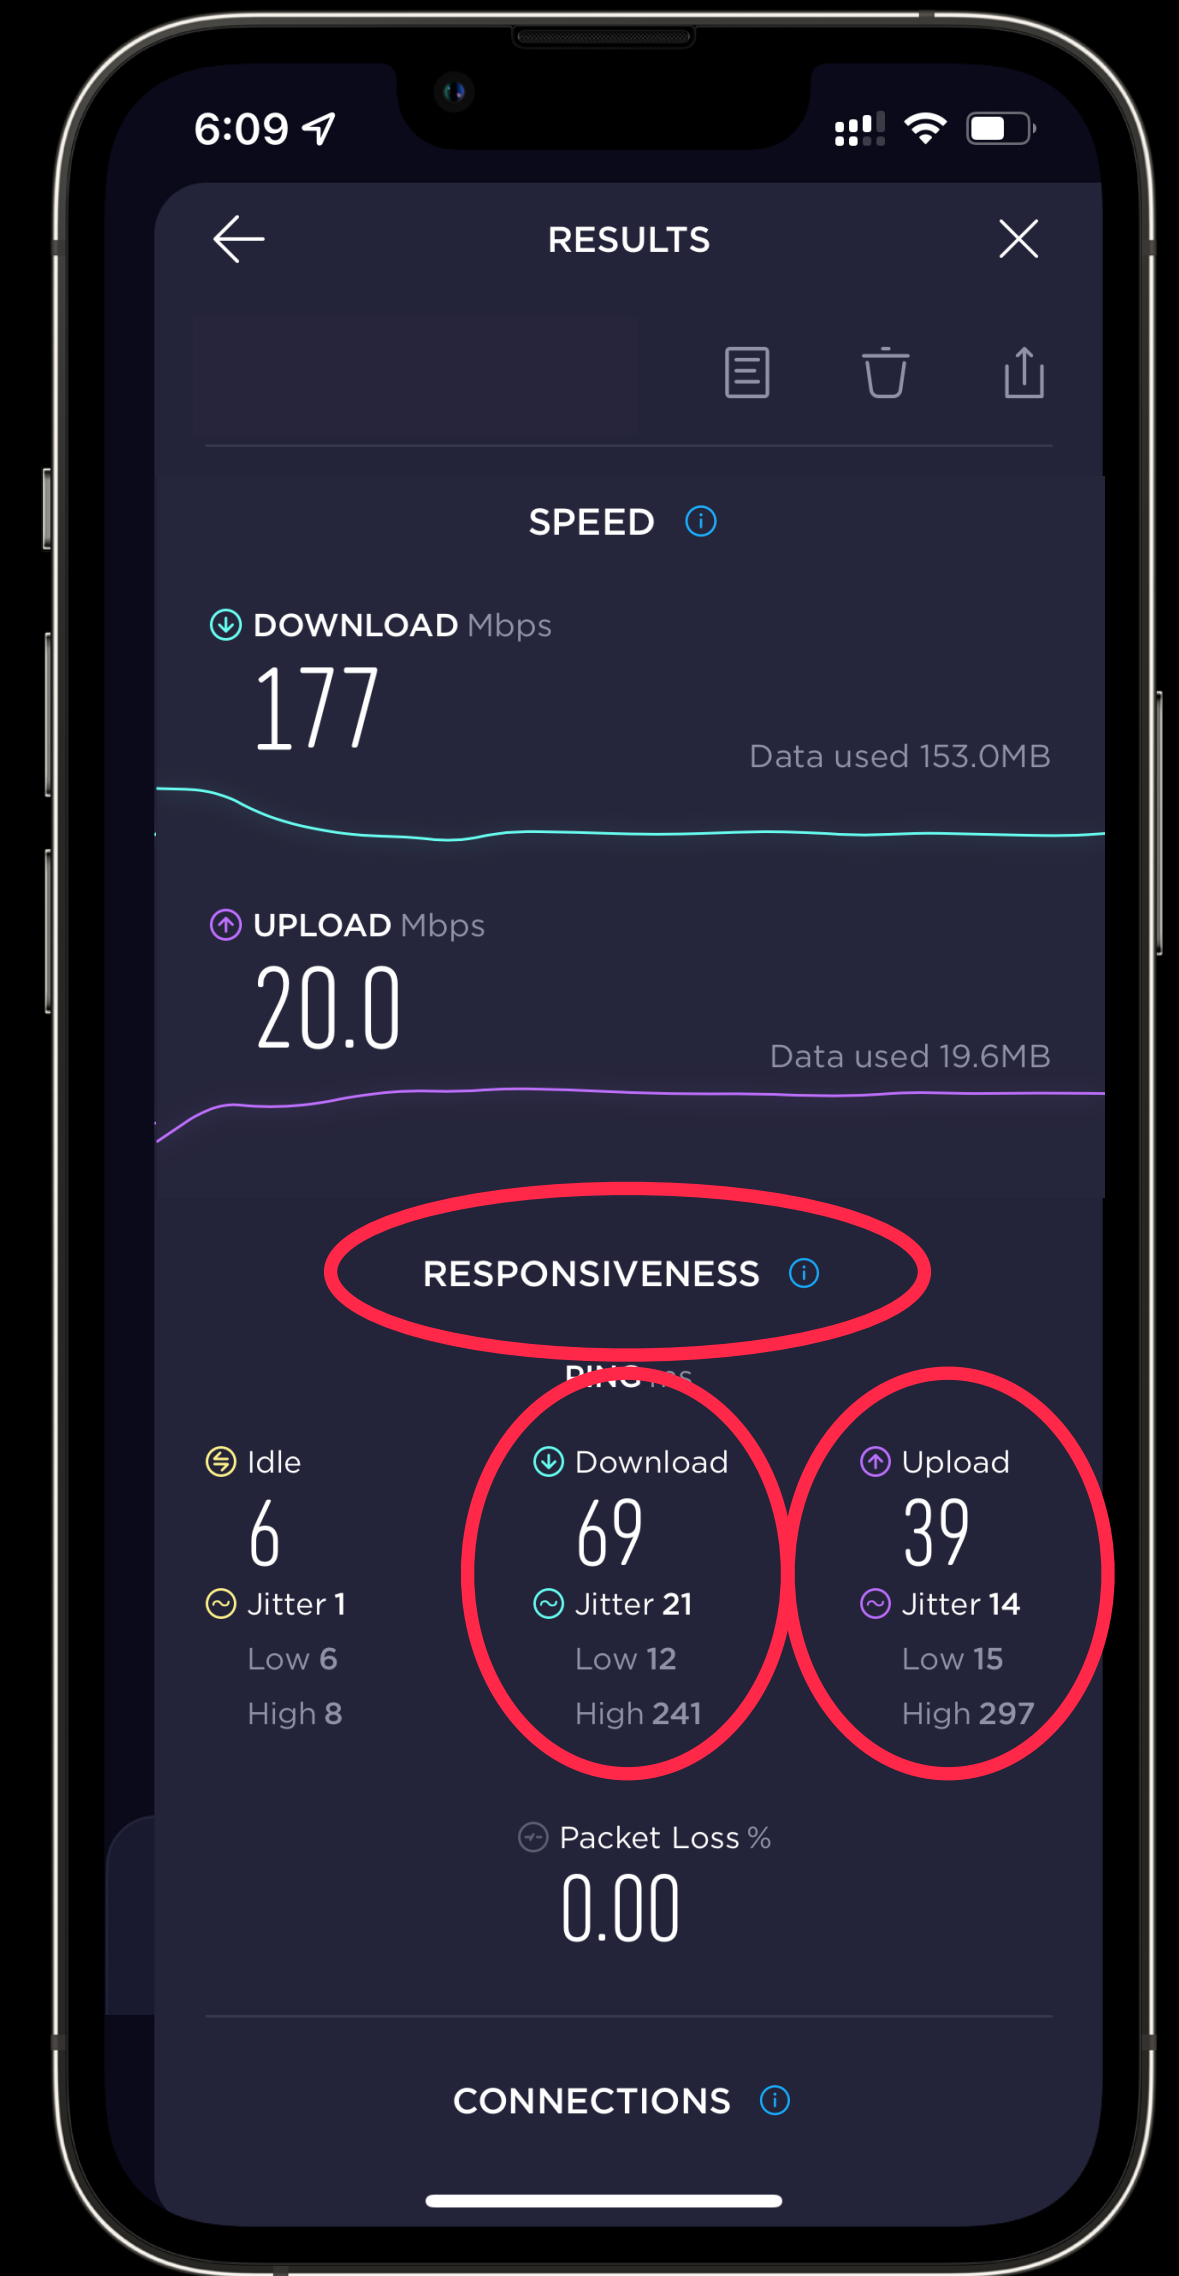 6:09
RESULTS
SPEED
DOWNLOAD Mbps
177
Data used 153.0MB
UPLOAD Mbps
20.0
Data used 19.6MB
RESPONSIVENESS
PING ms
Idle Download Upload
6 69 39
Jitter 1 Jitter 21 Jitter 14
Low 6 Low 12 Low 15
High 8 High 241 High 297
Packet Loss %
0.00
CONNECTIONS